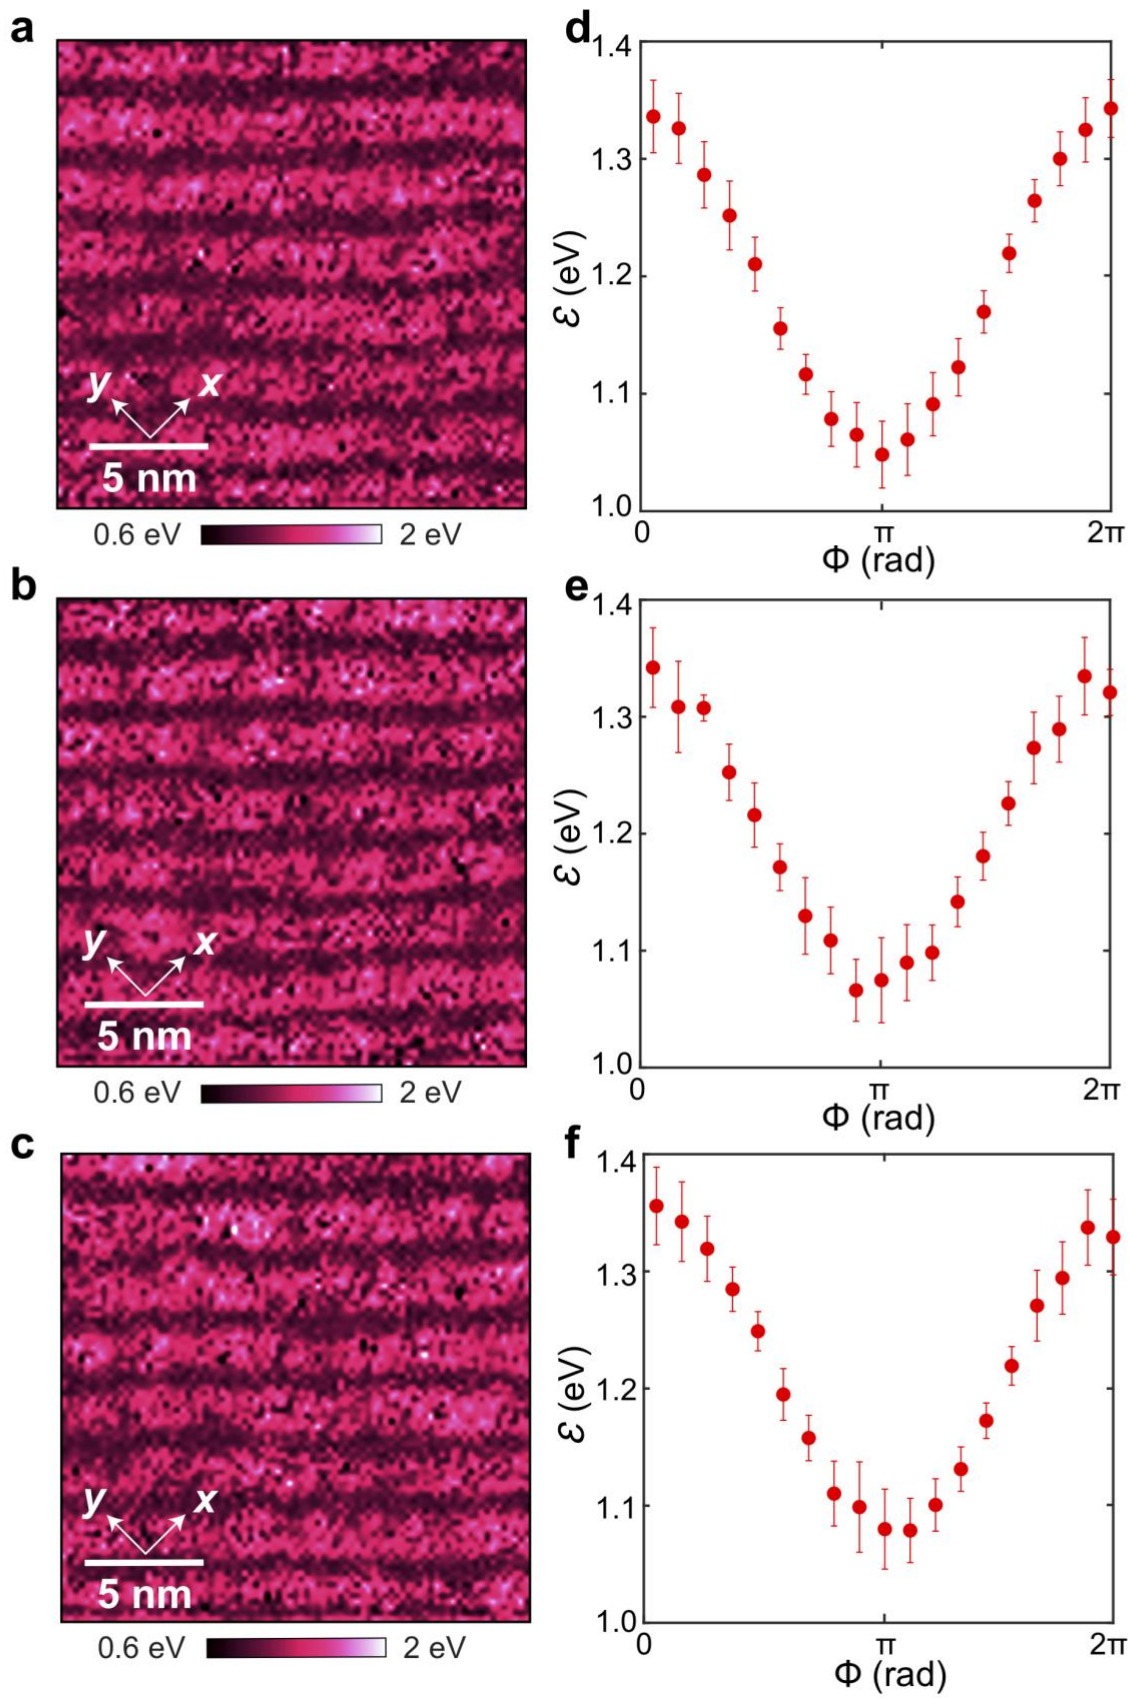 a
y x
5 nm
0.6 eV 2 eV
d
1.4
1.3
1.2
1.1
1.0
ℰ (eV)
0 π 2π
Φ (rad)
b
y x
5 nm
0.6 eV 2 eV
e
1.4
1.3
1.2
1.1
1.0
ℰ (eV)
0 π 2π
Φ (rad)
c
y x
5 nm
0.6 eV 2 eV
f
1.4
1.3
1.2
1.1
1.0
ℰ (eV)
0 π 2π
Φ (rad)